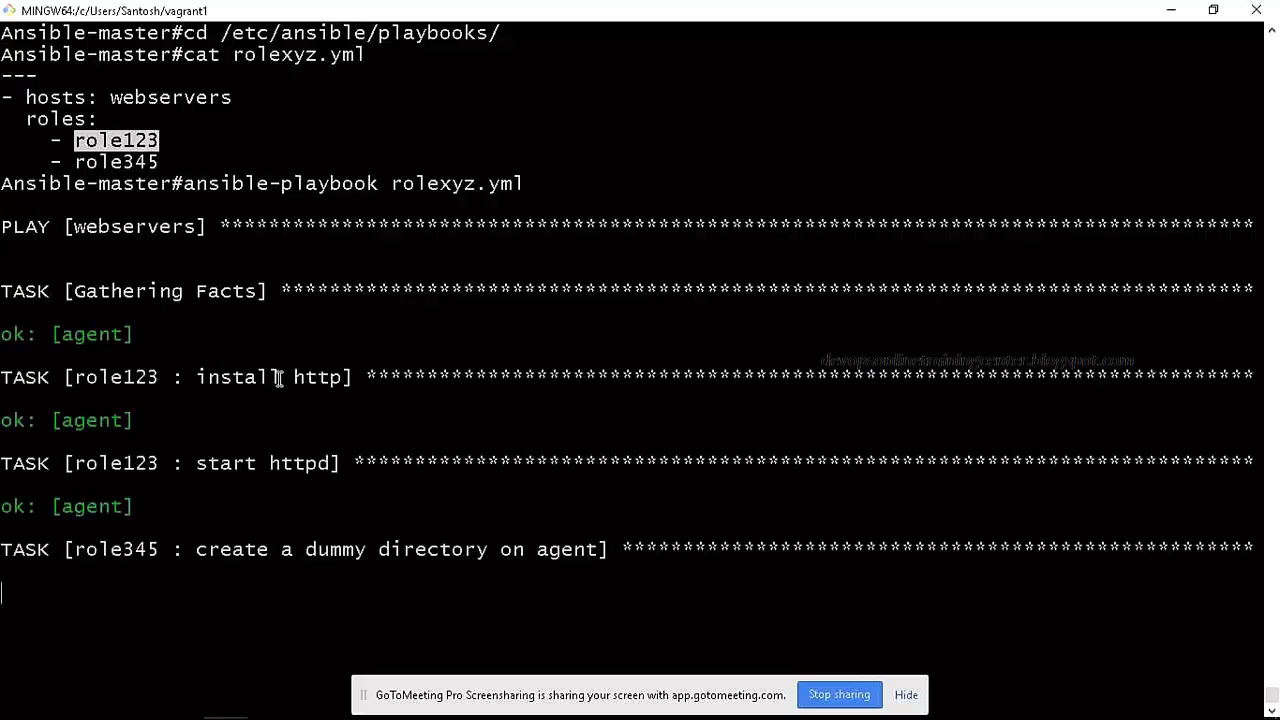 MINGW64:/c/Users/Santosh/vagrant1
Ansible-master#cd /etc/ansible/playbooks/
Ansible-master#cat rolexyz.yml
---
- hosts: webservers
  roles:
    - role123
    - role345
Ansible-master#ansible-playbook rolexyz.yml
PLAY [webservers] *************************************************************************************
TASK [Gathering Facts] ********************************************************************************
ok: [agent]
devopsonlinetrainingcenter.blogspot.com
TASK [role123 : install http] *************************************************************************
ok: [agent]
TASK [role123 : start httpd] **************************************************************************
ok: [agent]
TASK [role345 : create a dummy directory on agent] ****************************************************
GoToMeeting Pro Screensharing is sharing your screen with app.gotomeeting.com.
Stop sharing
Hide